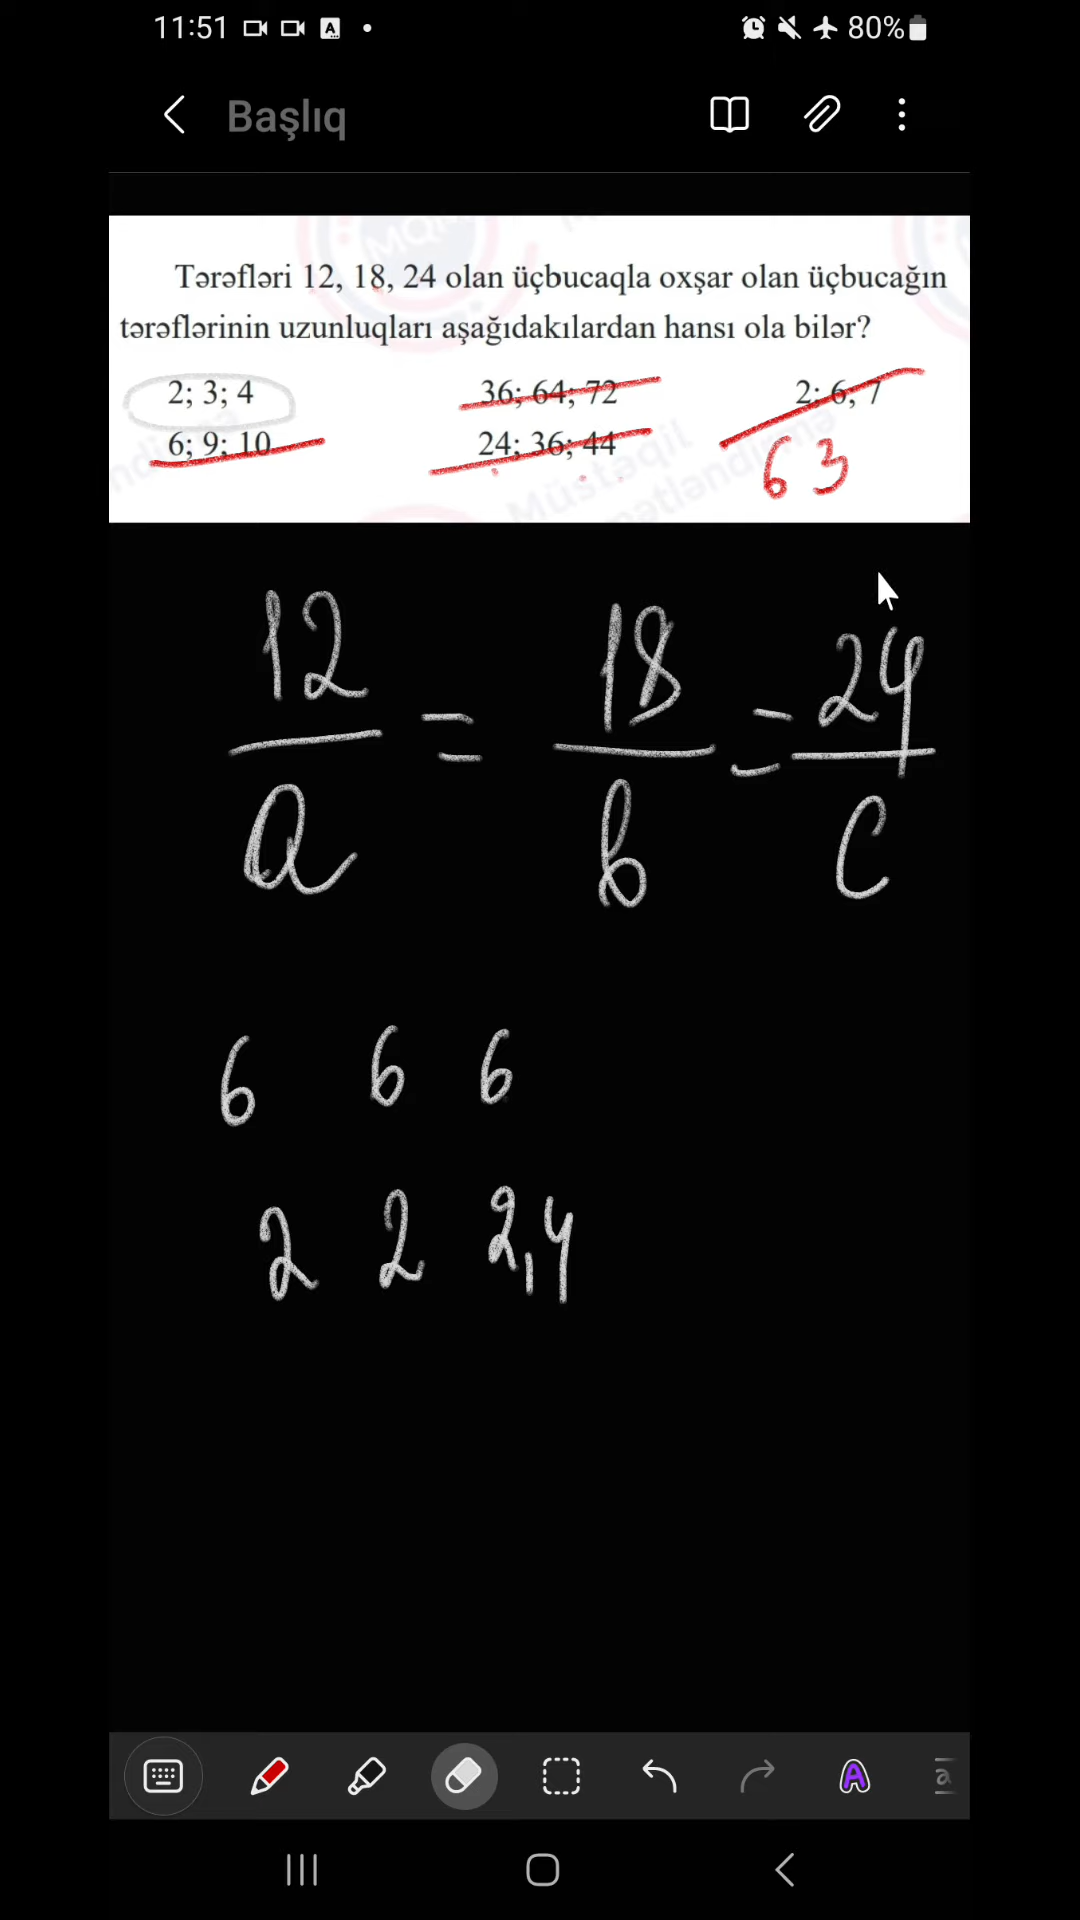 11:51 80%
Başlıq
Tərəfləri 12, 18, 24 olan üçbucaqla oxşar olan üçbucağın
tərəflərinin uzunluqları aşağıdakılardan hansı ola bilər?
2; 3; 4 36; 64; 72 2; 6; 7
6; 9; 10 24; 36; 44
6 3
12 18 24
= =
a b c
6 6 6
2 2 2,4